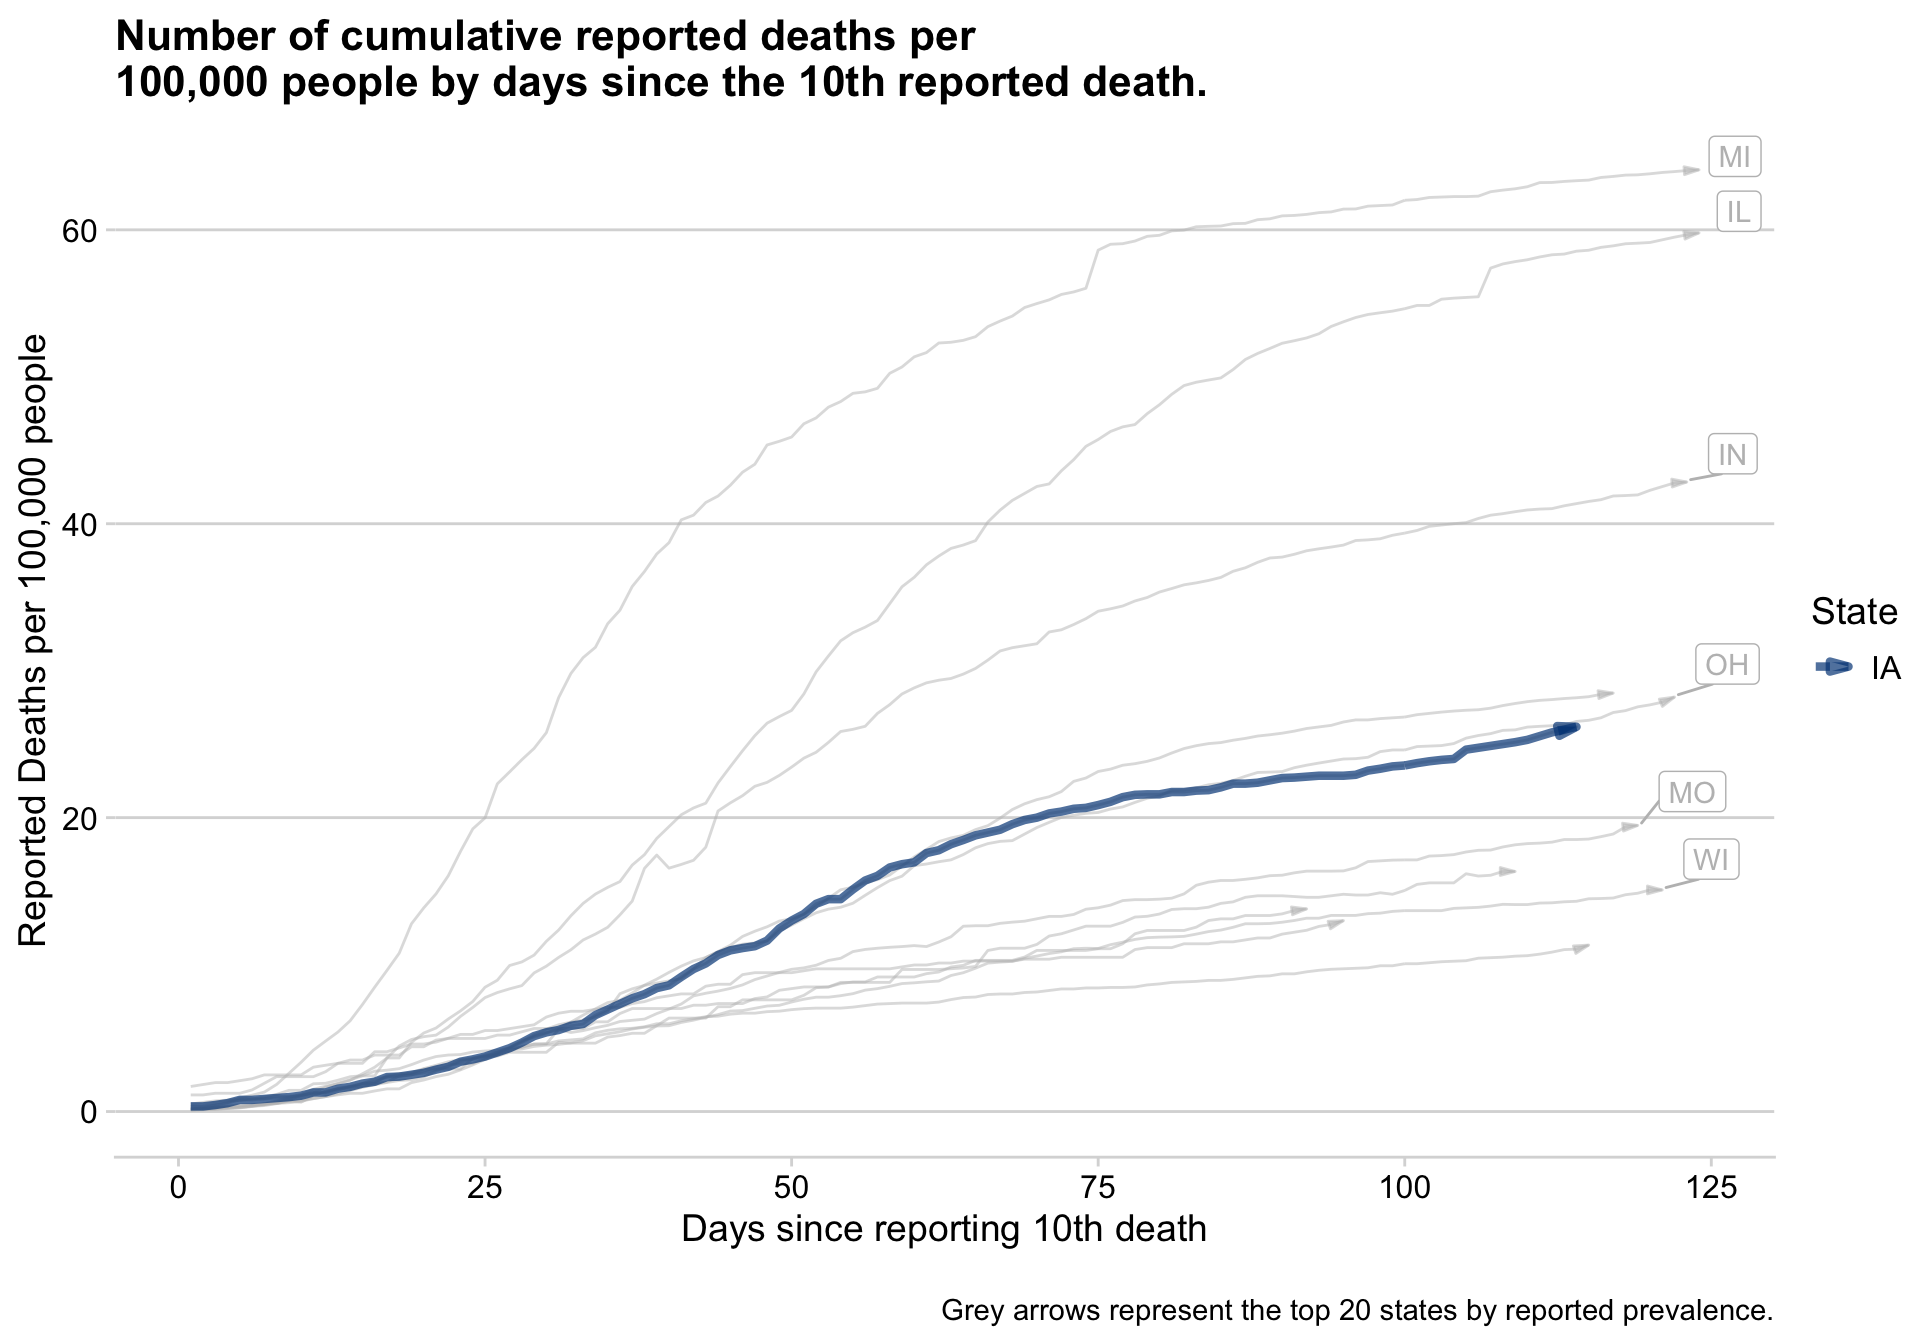 Number of cumulative reported deaths per
100,000 people by days since the 10th reported death.
Reported Deaths per 100,000 people
60
40
20
0
MI
IL
IN
OH
MO
WI
State
IA
0
25
50
75
100
125
Days since reporting 10th death
Grey arrows represent the top 20 states by reported prevalence.